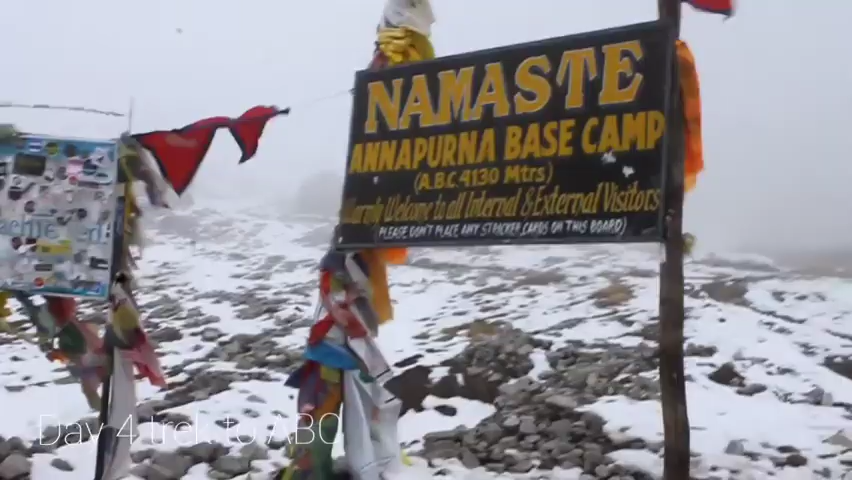 NAMASTE
ANNAPURNA BASE CAMP
(A.B.C. 4130 Mtrs)
Warmly Welcome to all Internal & External Visitors
(PLEASE DON'T PLACE ANY STRICKER, CARDS ON THIS BOARD)
Day 4 trek to ABC